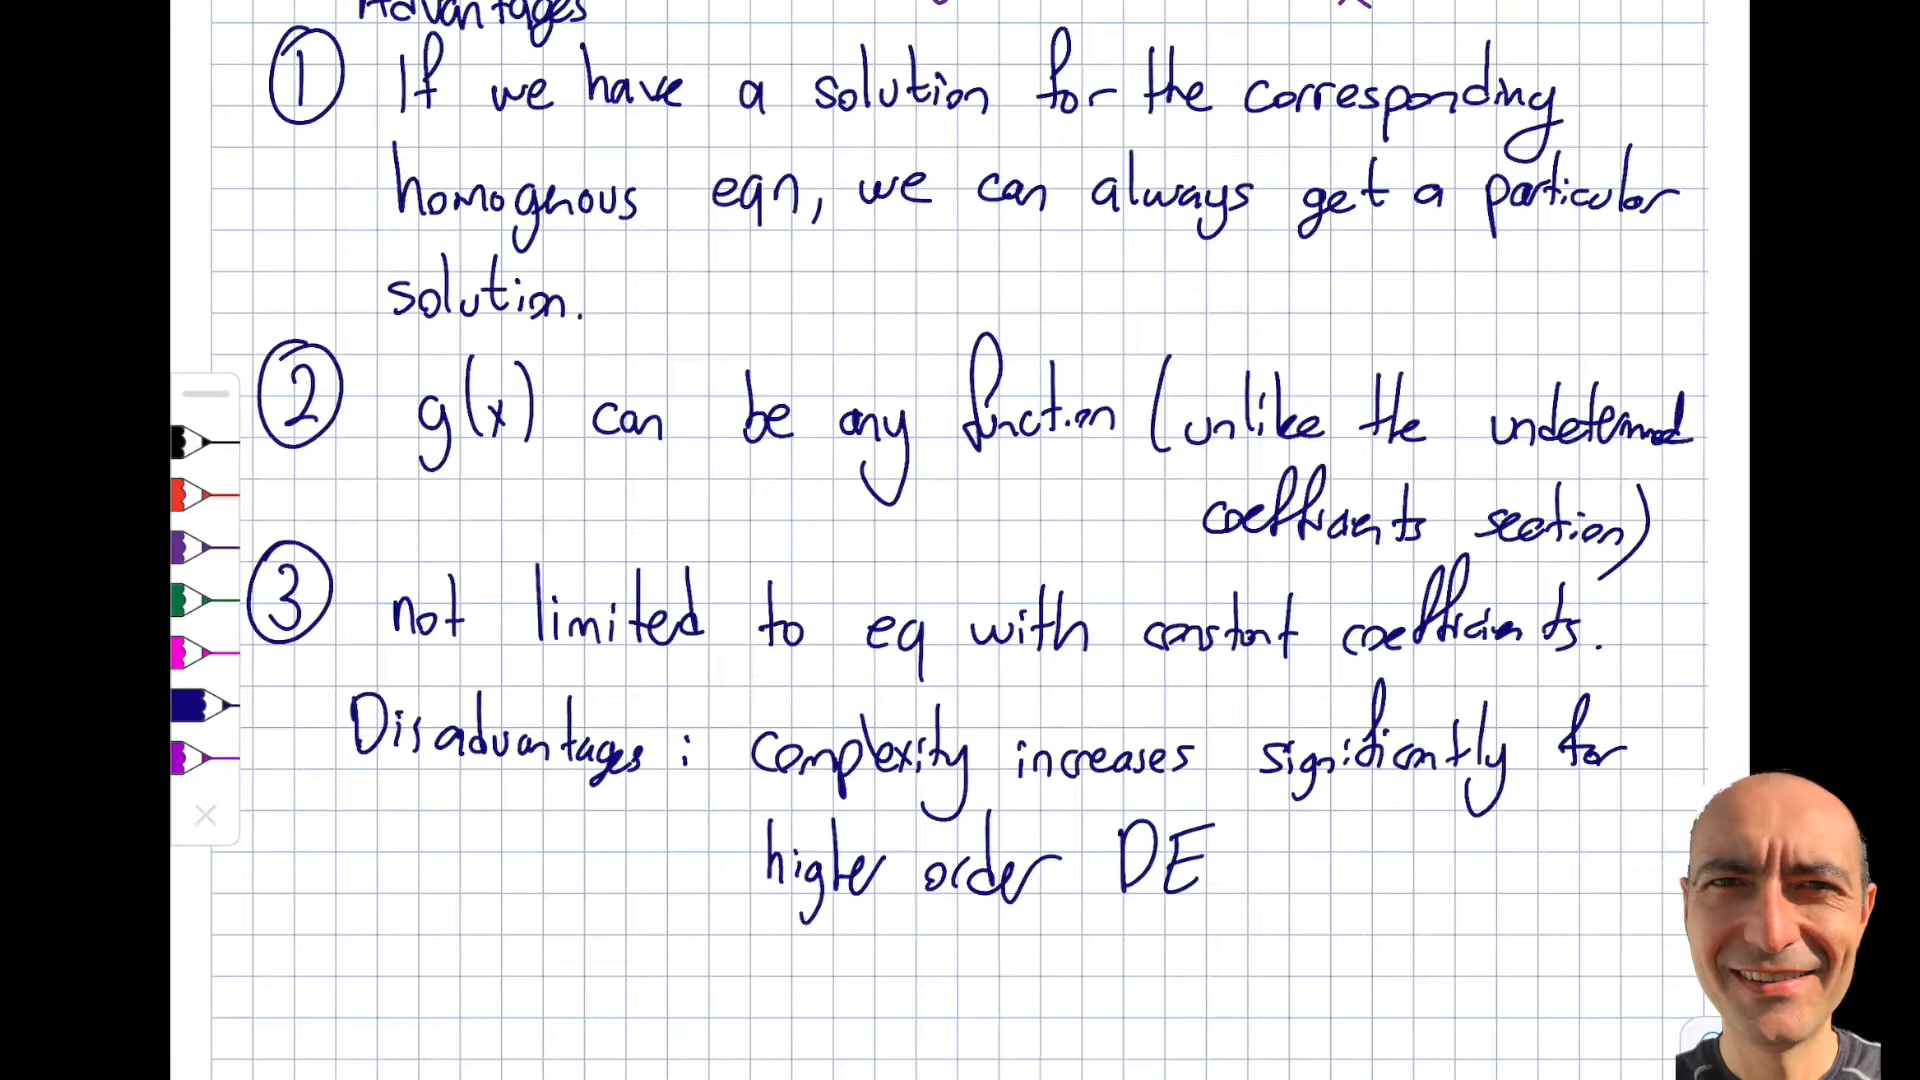 Advantages
① If we have a solution for the corresponding
homogenous eqn, we can always get a particular
solution.
② g(x) can be any function (unlike the undetermned
coefficients section)
③ not limited to eq with constant coefficients.
Disadvantages : complexity increases significantly for
higher order DE